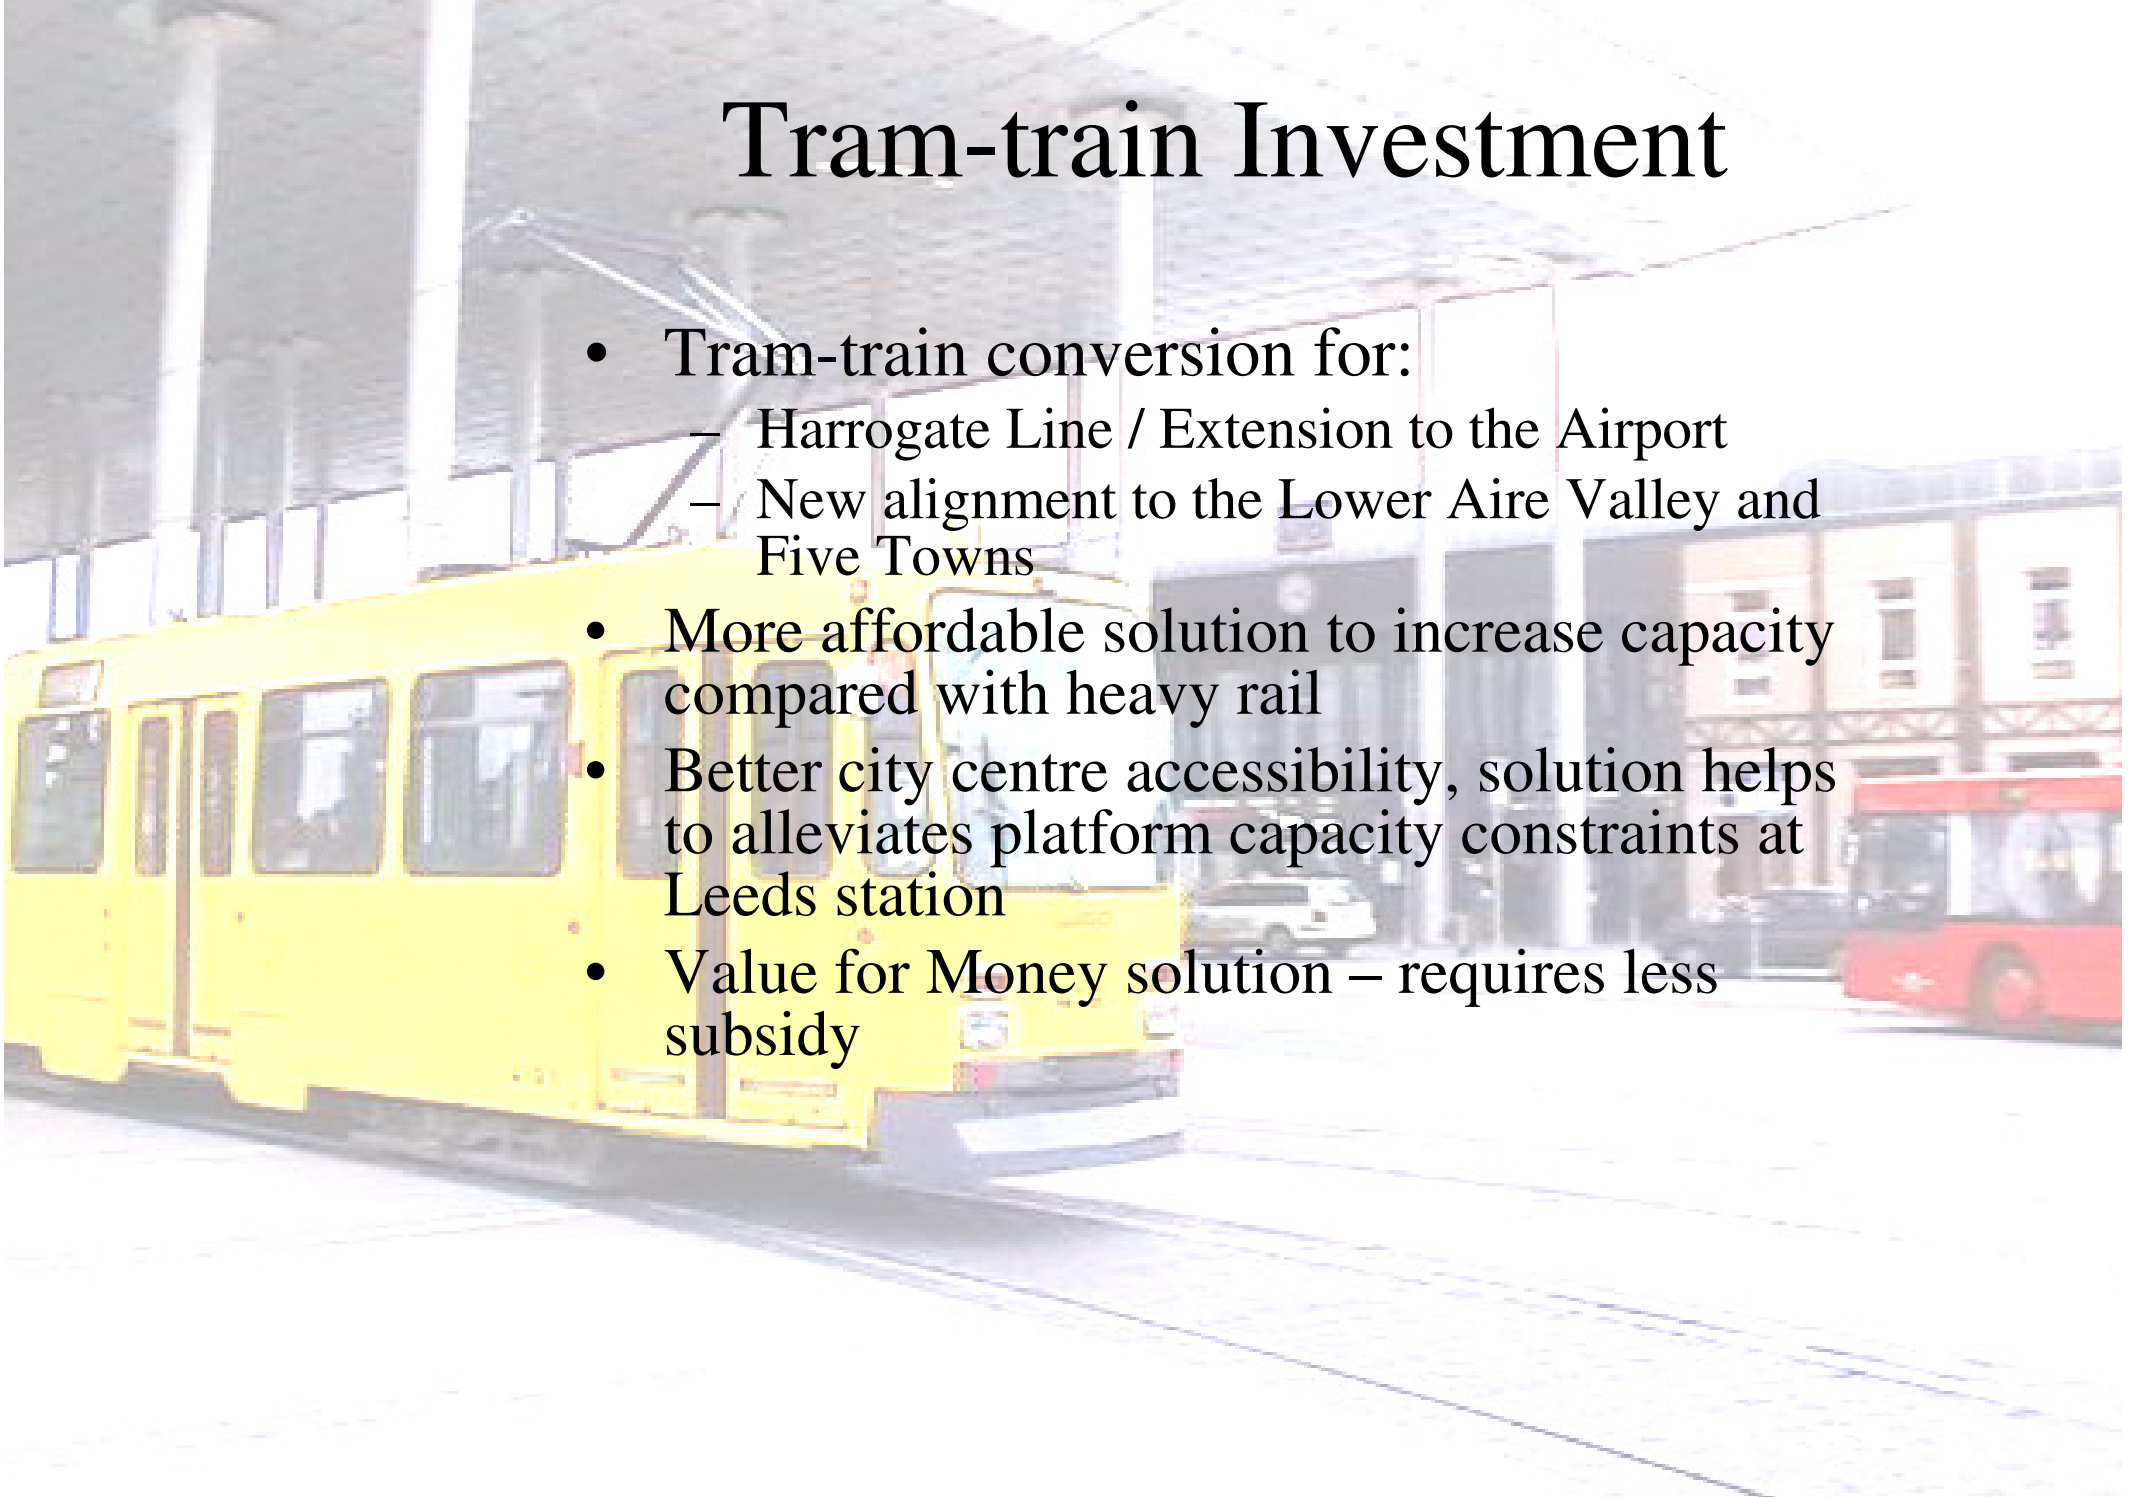 Tram-train Investment
• Tram-train conversion for:
– Harrogate Line / Extension to the Airport
– New alignment to the Lower Aire Valley and
Five Towns
• More affordable solution to increase capacity
compared with heavy rail
• Better city centre accessibility, solution helps
to alleviates platform capacity constraints at
Leeds station
• Value for Money solution – requires less
subsidy